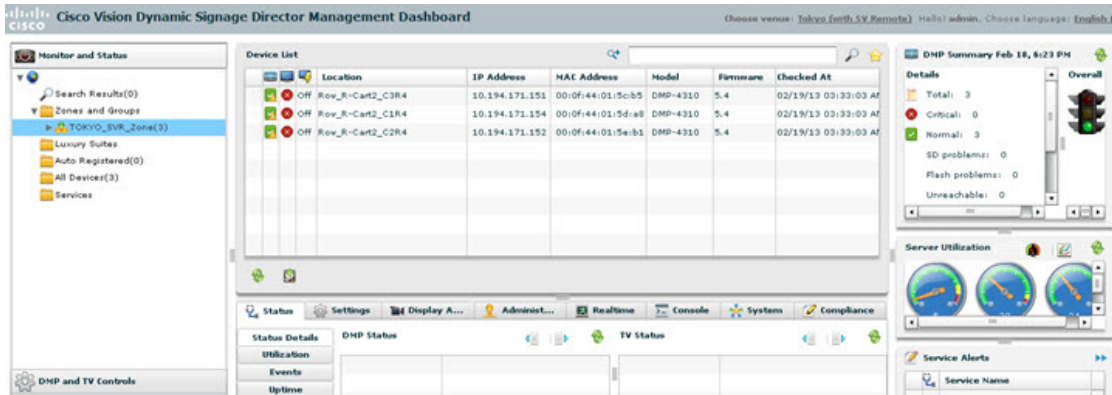 CISCO
Cisco Vision Dynamic Signage Director Management Dashboard
Choose venue: Tokyo (with SV Remote) Hello! admin, Choose language: English
Monitor and Status
Search Results(0)
Zones and Groups
TOKYO_SVR_Zone(3)
Luxury Suites
Auto Registered(0)
All Devices(3)
Services
DMP and TV Controls
Device List
Location IP Address MAC Address Model Firmware Checked At
Off Row_R-Cart2_C3R4 10.194.171.151 00:0f:44:01:5c:b5 DMP-4310 5.4 02/19/13 03:33:03 AM
Off Row_R-Cart2_C2R4 10.194.171.154 00:0f:44:01:5d:a8 DMP-4310 5.4 02/19/13 03:33:03 AM
Off Row_R-Cart2_C1R4 10.194.171.152 00:0f:44:01:5e:b1 DMP-4310 5.4 02/19/13 03:33:03 AM
Status Settings Display A... Administ... Realtime Console System Compliance
Status Details
Utilization
Events
Uptime
DMP Status
TV Status
DMP Summary Feb 18, 6:23 PM
Details Overall
Total: 3
Critical: 0
Normal: 3
SD problems: 0
Flash problems: 0
Unreachable: 0
Server Utilization
Service Alerts
Service Name